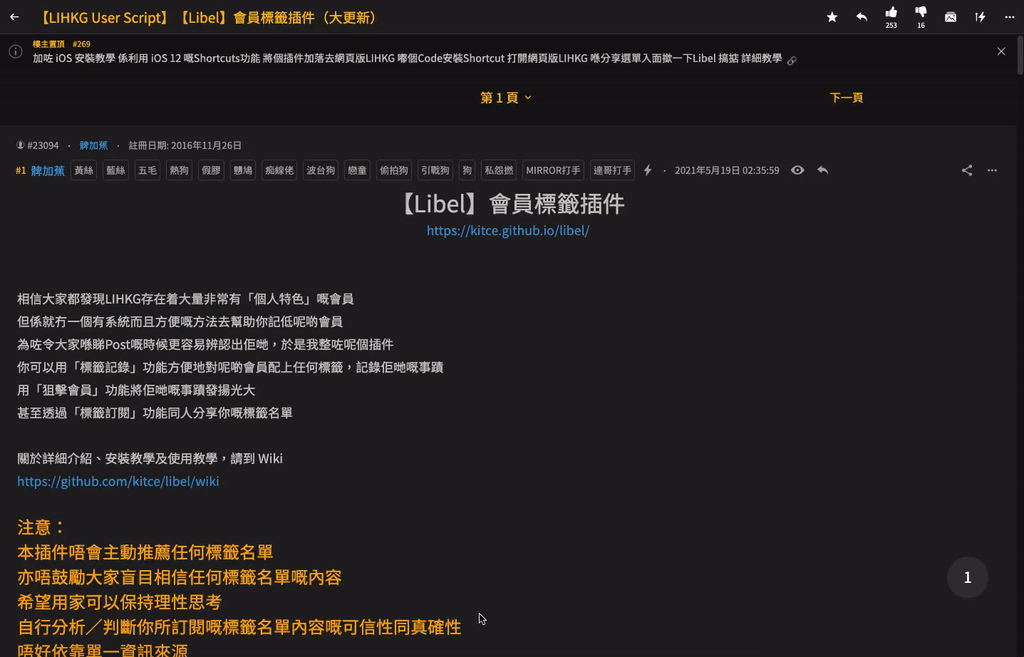 【LIHKG User Script】【Libel】會員標籤插件（大更新）
253
16
樓主置頂 #269
加咗 iOS 安裝教學 係利用 iOS 12 嘅Shortcuts功能 將個插件加落去網頁版LIHKG 嘟個Code安裝Shortcut 打開網頁版LIHKG 喺分享選單入面撳一下Libel 搞掂 詳細教學
第 1 頁
下一頁
#23094 · 髀加蕉 · 註冊日期: 2016年11月26日
#1 髀加蕉 黃絲 藍絲 五毛 熱狗 假膠 戇鳩 痴線佬 波台狗 戀童 偷拍狗 引戰狗 狗 私怨撚 MIRROR打手 達哥打手 · 2021年5月19日 02:35:59
【Libel】會員標籤插件
https://kitce.github.io/libel/
相信大家都發現LIHKG存在着大量非常有「個人特色」嘅會員
但係就冇一個有系統而且方便嘅方法去幫助你記低呢啲會員
為咗令大家喺睇Post嘅時候更容易辨認出佢哋，於是我整咗呢個插件
你可以用「標籤記錄」功能方便地對呢啲會員配上任何標籤，記錄佢哋嘅事蹟
用「狙擊會員」功能將佢哋嘅事蹟發揚光大
甚至透過「標籤訂閱」功能同人分享你嘅標籤名單
關於詳細介紹、安裝教學及使用教學，請到 Wiki
https://github.com/kitce/libel/wiki
注意：
本插件唔會主動推薦任何標籤名單
亦唔鼓勵大家盲目相信任何標籤名單嘅內容
希望用家可以保持理性思考
1
自行分析／判斷你所訂閱嘅標籤名單內容嘅可信性同真確性
唔好依靠單一資訊來源